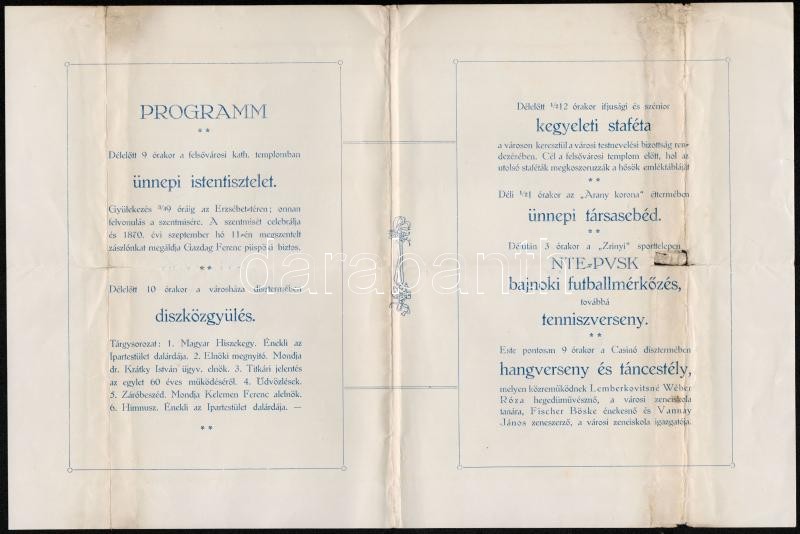 PROGRAMM
Délelőtt 9 órakor a felsővárosi kath. templomban
ünnepi istentisztelet.
Gyülekezés ¾9 óráig az Erzsébet-téren; onnan
felvonulás a szentmisére. A szentmisét celebrálja
és 1870. évi szeptember hó 11-én megszentelt
zászlónkat megáldja Gazdag Ferenc püspöki biztos.
Délelőtt 10 órakor a városháza disztermében
diszközgyülés.
Tárgysorozat: 1. Magyar Hiszekegy. Énekli az
Ipartestület dalárdája. 2. Elnöki megnyitó. Mondja
dr. Krátky István ügyv. elnök. 3. Titkári jelentés
az egylet 60 éves működéséről. 4. Üdvözlések.
5. Záróbeszéd. Mondja Kelemen Ferenc alelnök.
6. Himnusz. Énekli az Ipartestület dalárdája. —
Délelőtt ½12 órakor ifjusági és szénior
kegyeleti staféta
a városon keresztül a városi testnevelési bizottság ren-
dezésében. Cél a felsővárosi templom előtt, hol az
utolsó staféták megkoszoruzzák a hősök emléktábláját
Déli ½1 órakor az „Arany korona" éttermében
ünnepi társasebéd.
Délután 3 órakor a „Zrinyi" sporttelepen
NTE-PVSK
bajnoki futballmérkőzés,
továbbá
tenniszverseny.
Este pontosan 9 órakor a Casinó disztermében
hangverseny és táncestély,
melyen közreműködnek Lemberkovitsné Wéber
Róza hegedüművésznő, a városi zeneiskola
tanára, Fischer Böske énekesnő és Vannay
János zeneszerző, a városi zeneiskola igazgatója.
darabanth